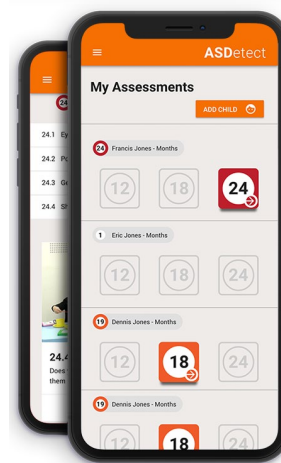 ASDetect
My Assessments
ADD CHILD
24 Francis Jones - Months
12 18 24
1 Eric Jones - Months
12 18 24
19 Dennis Jones - Months
12 18 24
19 Dennis Jones - Months
12 18 24
24
24.1
24.2
24.3
24.4
24.4
Does
them